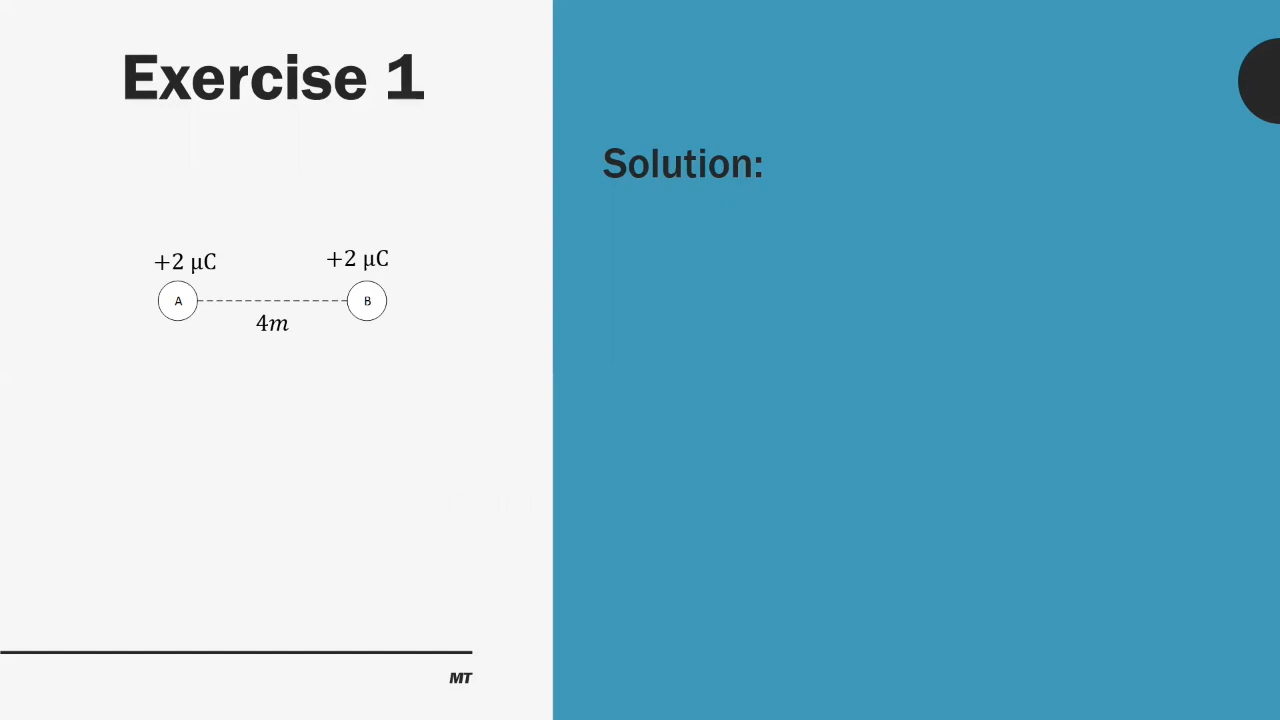 Exercise 1
+2 μC
+2 μC
A
B
4m
MT
Solution: